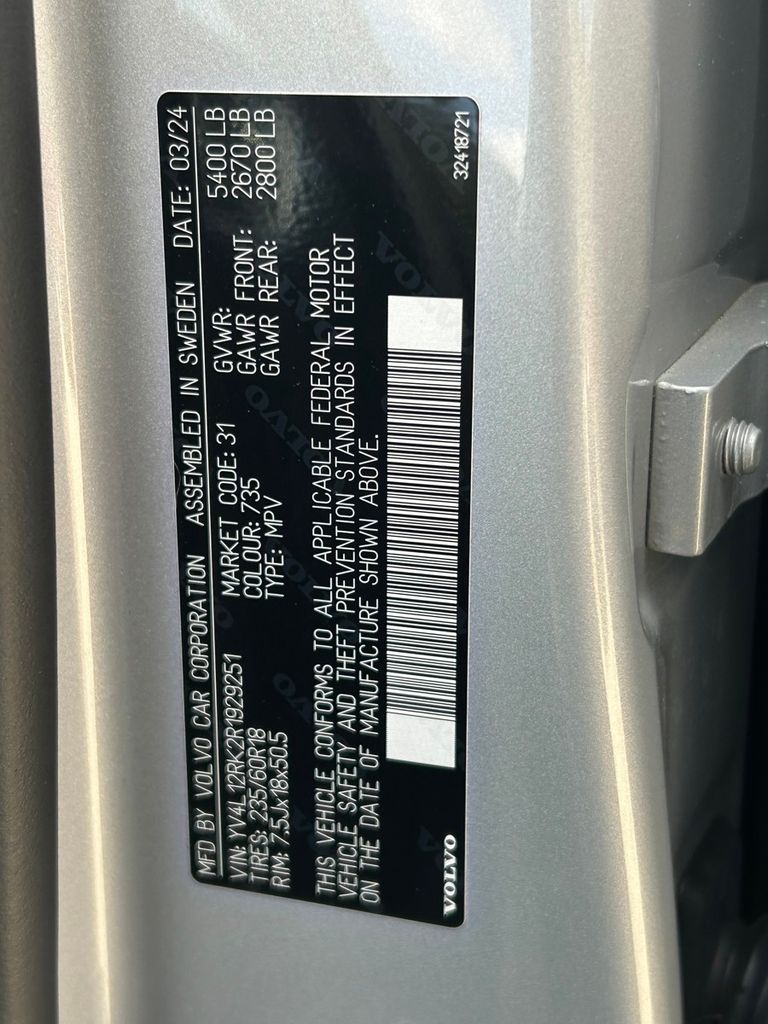 MFD BY VOLVO CAR CORPORATION ASSEMBLED IN SWEDEN DATE: 03/24
VIN: YV4L12RK2R1929251 MARKET CODE: 31 GVWR: 5400 LB
TIRES: 235/60R18 COLOUR: 735 GAWR FRONT: 2670 LB
RIM: 7.5Jx18x50.5 TYPE: MPV GAWR REAR: 2800 LB
THIS VEHICLE CONFORMS TO ALL APPLICABLE FEDERAL MOTOR
VEHICLE SAFETY AND THEFT PREVENTION STANDARDS IN EFFECT
ON THE DATE OF MANUFACTURE SHOWN ABOVE.
VOLVO 32418721